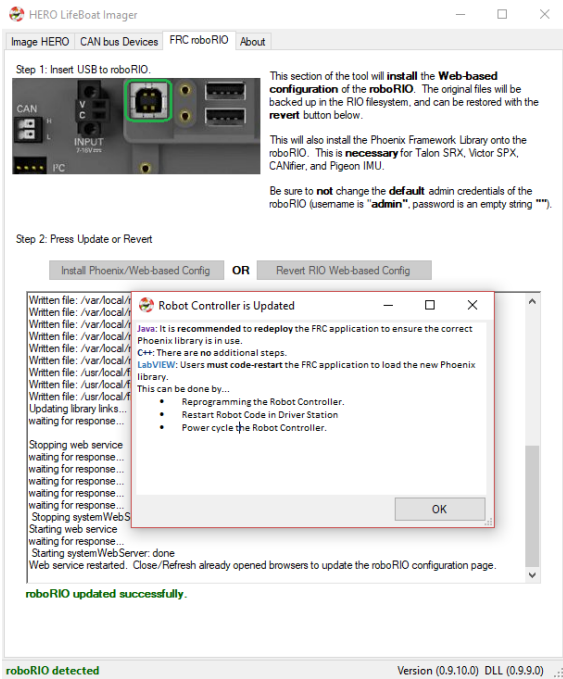 HERO LifeBoat Imager
Image HERO CAN bus Devices FRC roboRIO About
Step 1: Insert USB to roboRIO.
CAN
H
L
V
C
INPUT
7-16V
I²C
This section of the tool will install the Web-based
configuration of the roboRIO. The original files will be
backed up in the RIO filesystem, and can be restored with the
revert button below.
This will also install the Phoenix Framework Library onto the
roboRIO. This is necessary for Talon SRX, Victor SPX,
CANifier, and Pigeon IMU.
Be sure to not change the default admin credentials of the
roboRIO (username is "admin", password is an empty string "").
Step 2: Press Update or Revert
Install Phoenix/Web-based Config OR Revert RIO Web-based Config
Written file: /var/local/
Written file: /var/local/
Written file: /var/local/
Written file: /var/local/
Written file: /var/local/
Written file: /var/local/
Written file: /usr/local/f
Written file: /usr/local/f
Written file: /usr/local/f
Updating library links...
waiting for response...
Stopping web service
waiting for response...
waiting for response...
waiting for response...
waiting for response...
waiting for response...
Stopping systemWebS
Starting web service
waiting for response...
Starting systemWebServer: done
Web service restarted. Close/Refresh already opened browsers to update the roboRIO configuration page.
Robot Controller is Updated
Java: It is recommended to redeploy the FRC application to ensure the correct
Phoenix library is in use.
C++: There are no additional steps.
LabVIEW: Users must code-restart the FRC application to load the new Phoenix
library.
This can be done by...
• Reprogramming the Robot Controller.
• Restart Robot Code in Driver Station
• Power cycle the Robot Controller.
OK
roboRIO updated successfully.
roboRIO detected
Version (0.9.10.0) DLL (0.9.9.0)